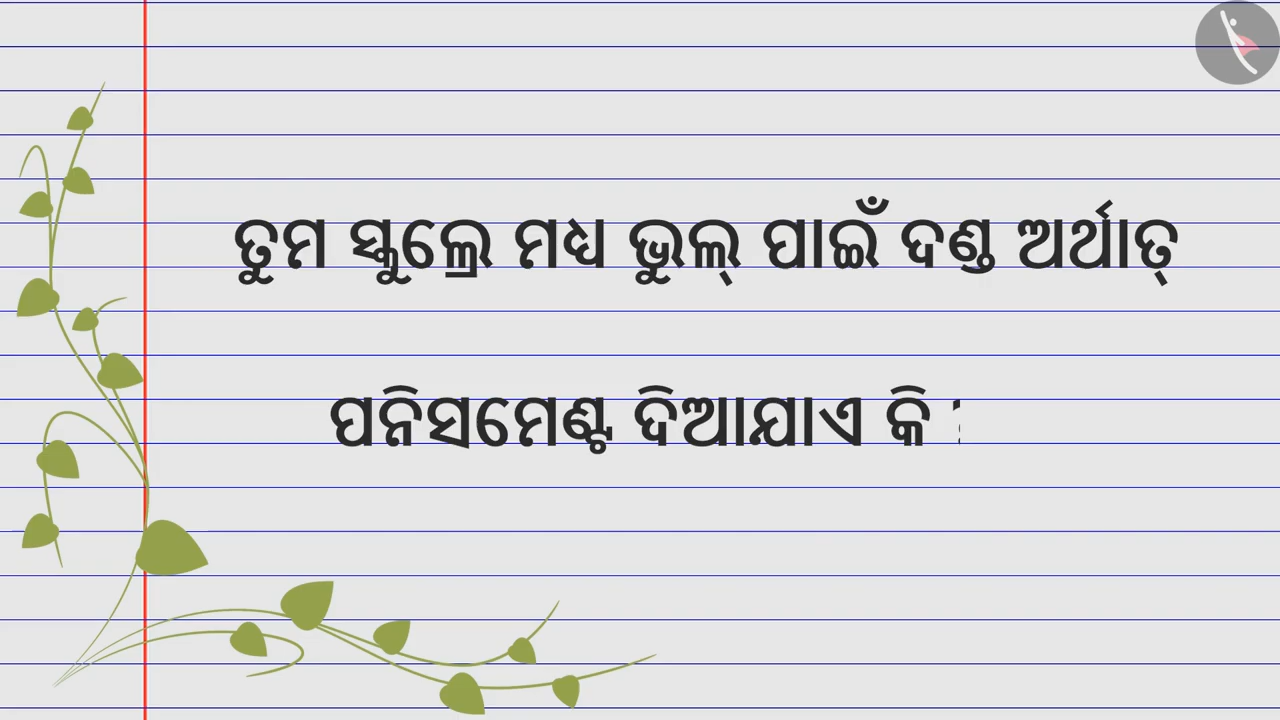 ତୁମ ସ୍କୁଲ୍ରେ ମଧ୍ୟ ଭୁଲ୍ ପାଇଁ ଦଣ୍ଡ ଅର୍ଥାତ୍
ପନିସମେଣ୍ଟ ଦିଆଯାଏ କି